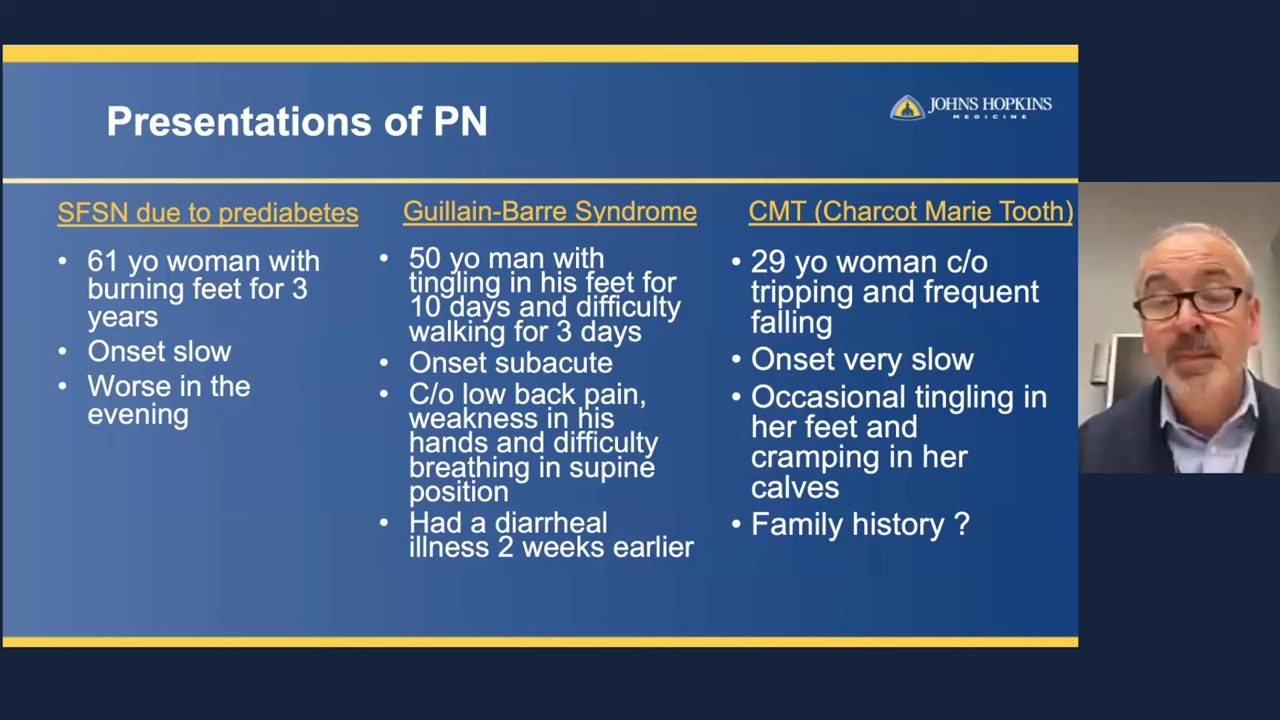 Presentations of PN
JOHNS HOPKINS
MEDICINE
SFSN due to prediabetes
• 61 yo woman with
burning feet for 3
years
• Onset slow
• Worse in the
evening
Guillain-Barre Syndrome
• 50 yo man with
tingling in his feet for
10 days and difficulty
walking for 3 days
• Onset subacute
• C/o low back pain,
weakness in his
hands and difficulty
breathing in supine
position
• Had a diarrheal
illness 2 weeks earlier
CMT (Charcot Marie Tooth)
• 29 yo woman c/o
tripping and frequent
falling
• Onset very slow
• Occasional tingling in
her feet and
cramping in her
calves
• Family history ?